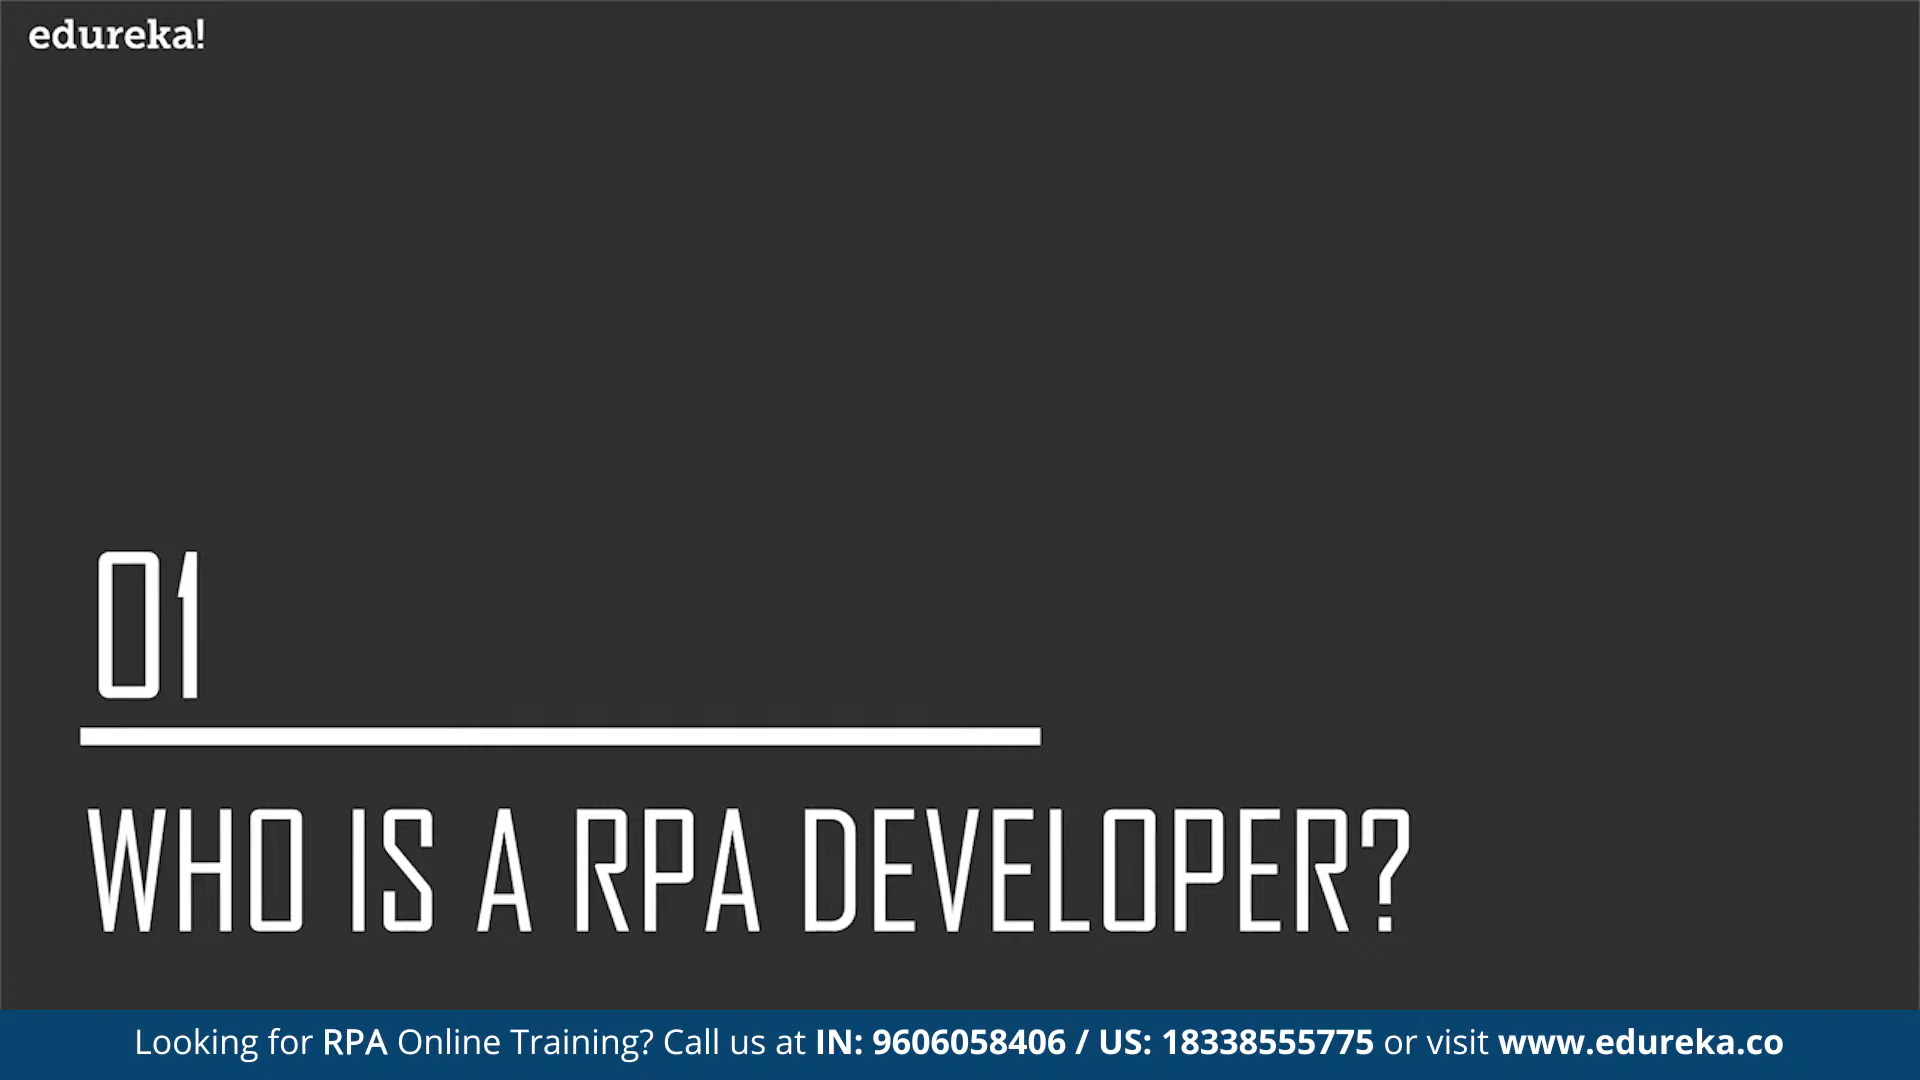 edureka!
01
WHO IS A RPA DEVELOPER?
Looking for RPA Online Training? Call us at IN: 9606058406 / US: 18338555775 or visit www.edureka.co